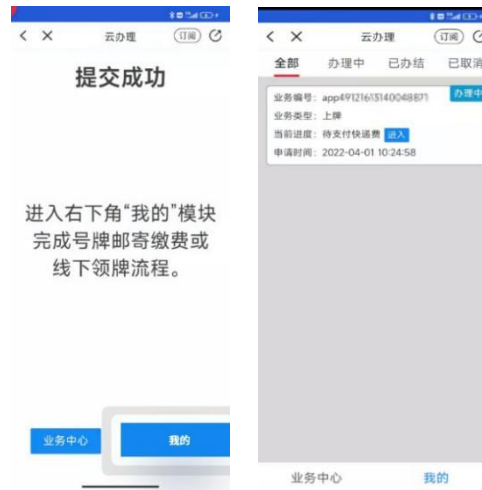 云办理
订阅
提交成功
进入右下角“我的”模块
完成号牌邮寄缴费或
线下领牌流程。
业务中心
我的
云办理
订阅
全部 办理中 已办结 已取消
业务编号：app49121615140048871
办理中
业务类型：上牌
当前进度：待支付快递费 进入
申请时间：2022-04-01 10:24:58
业务中心
我的